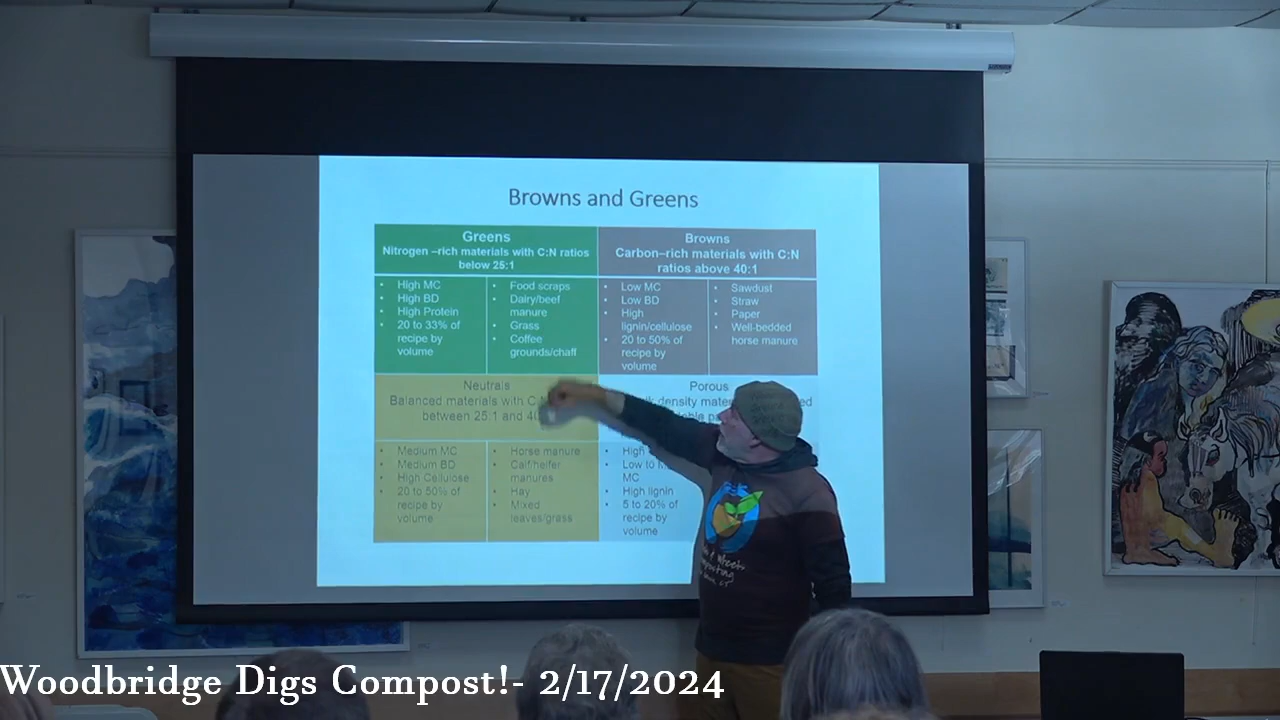 Browns and Greens
Greens
Nitrogen –rich materials with C:N ratios
below 25:1
Browns
Carbon–rich materials with C:N
ratios above 40:1
• High MC
• High BD
• High Protein
• 20 to 33% of
recipe by
volume
• Food scraps
• Dairy/beef
manure
• Grass
• Coffee
grounds/chaff
• Low MC
• Low BD
• High
lignin/cellulose
• 20 to 50% of
recipe by
volume
• Sawdust
• Straw
• Paper
• Well-bedded
horse manure
Neutrals
Balanced materials with C
between 25:1 and
Porous
density
• Medium MC
• Medium BD
• High Cellulose
• 20 to 50% of
recipe by
volume
• Horse manure
• Calf/heifer
manures
• Hay
• Mixed
leaves/grass
• High
• Low to
MC
• High lignin
• 5 to 20% of
recipe by
volume
Woodbridge Digs Compost!- 2/17/2024